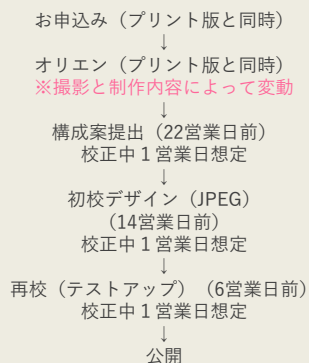 お申込み（プリント版と同時）
↓
オリエン（プリント版と同時）
※撮影と制作内容によって変動
↓
構成案提出（22営業日前）
校正中１営業日想定
↓
初校デザイン（JPEG）
（14営業日前）
校正中１営業日想定
↓
再校（テストアップ）（6営業日前）
校正中１営業日想定
↓
公開